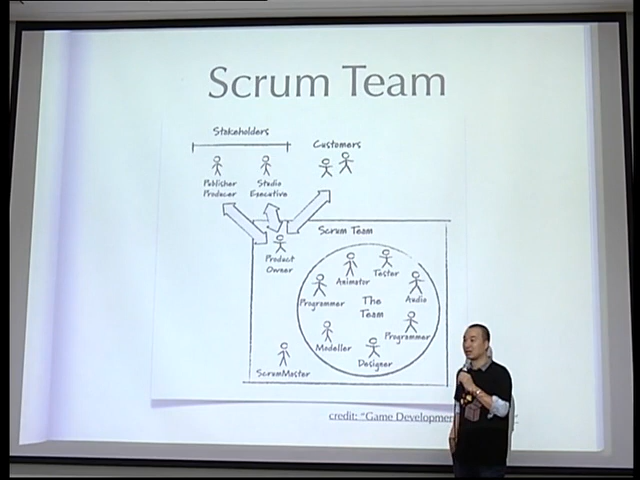 Scrum Team
Stakeholders
Customers
Publisher
Producer
Studio
Executive
Scrum Team
Product
Owner
Tester
Animator
Programmer
Audio
The
Team
Programmer
Modeller
Designer
ScrumMaster
credit: "Game Developmen